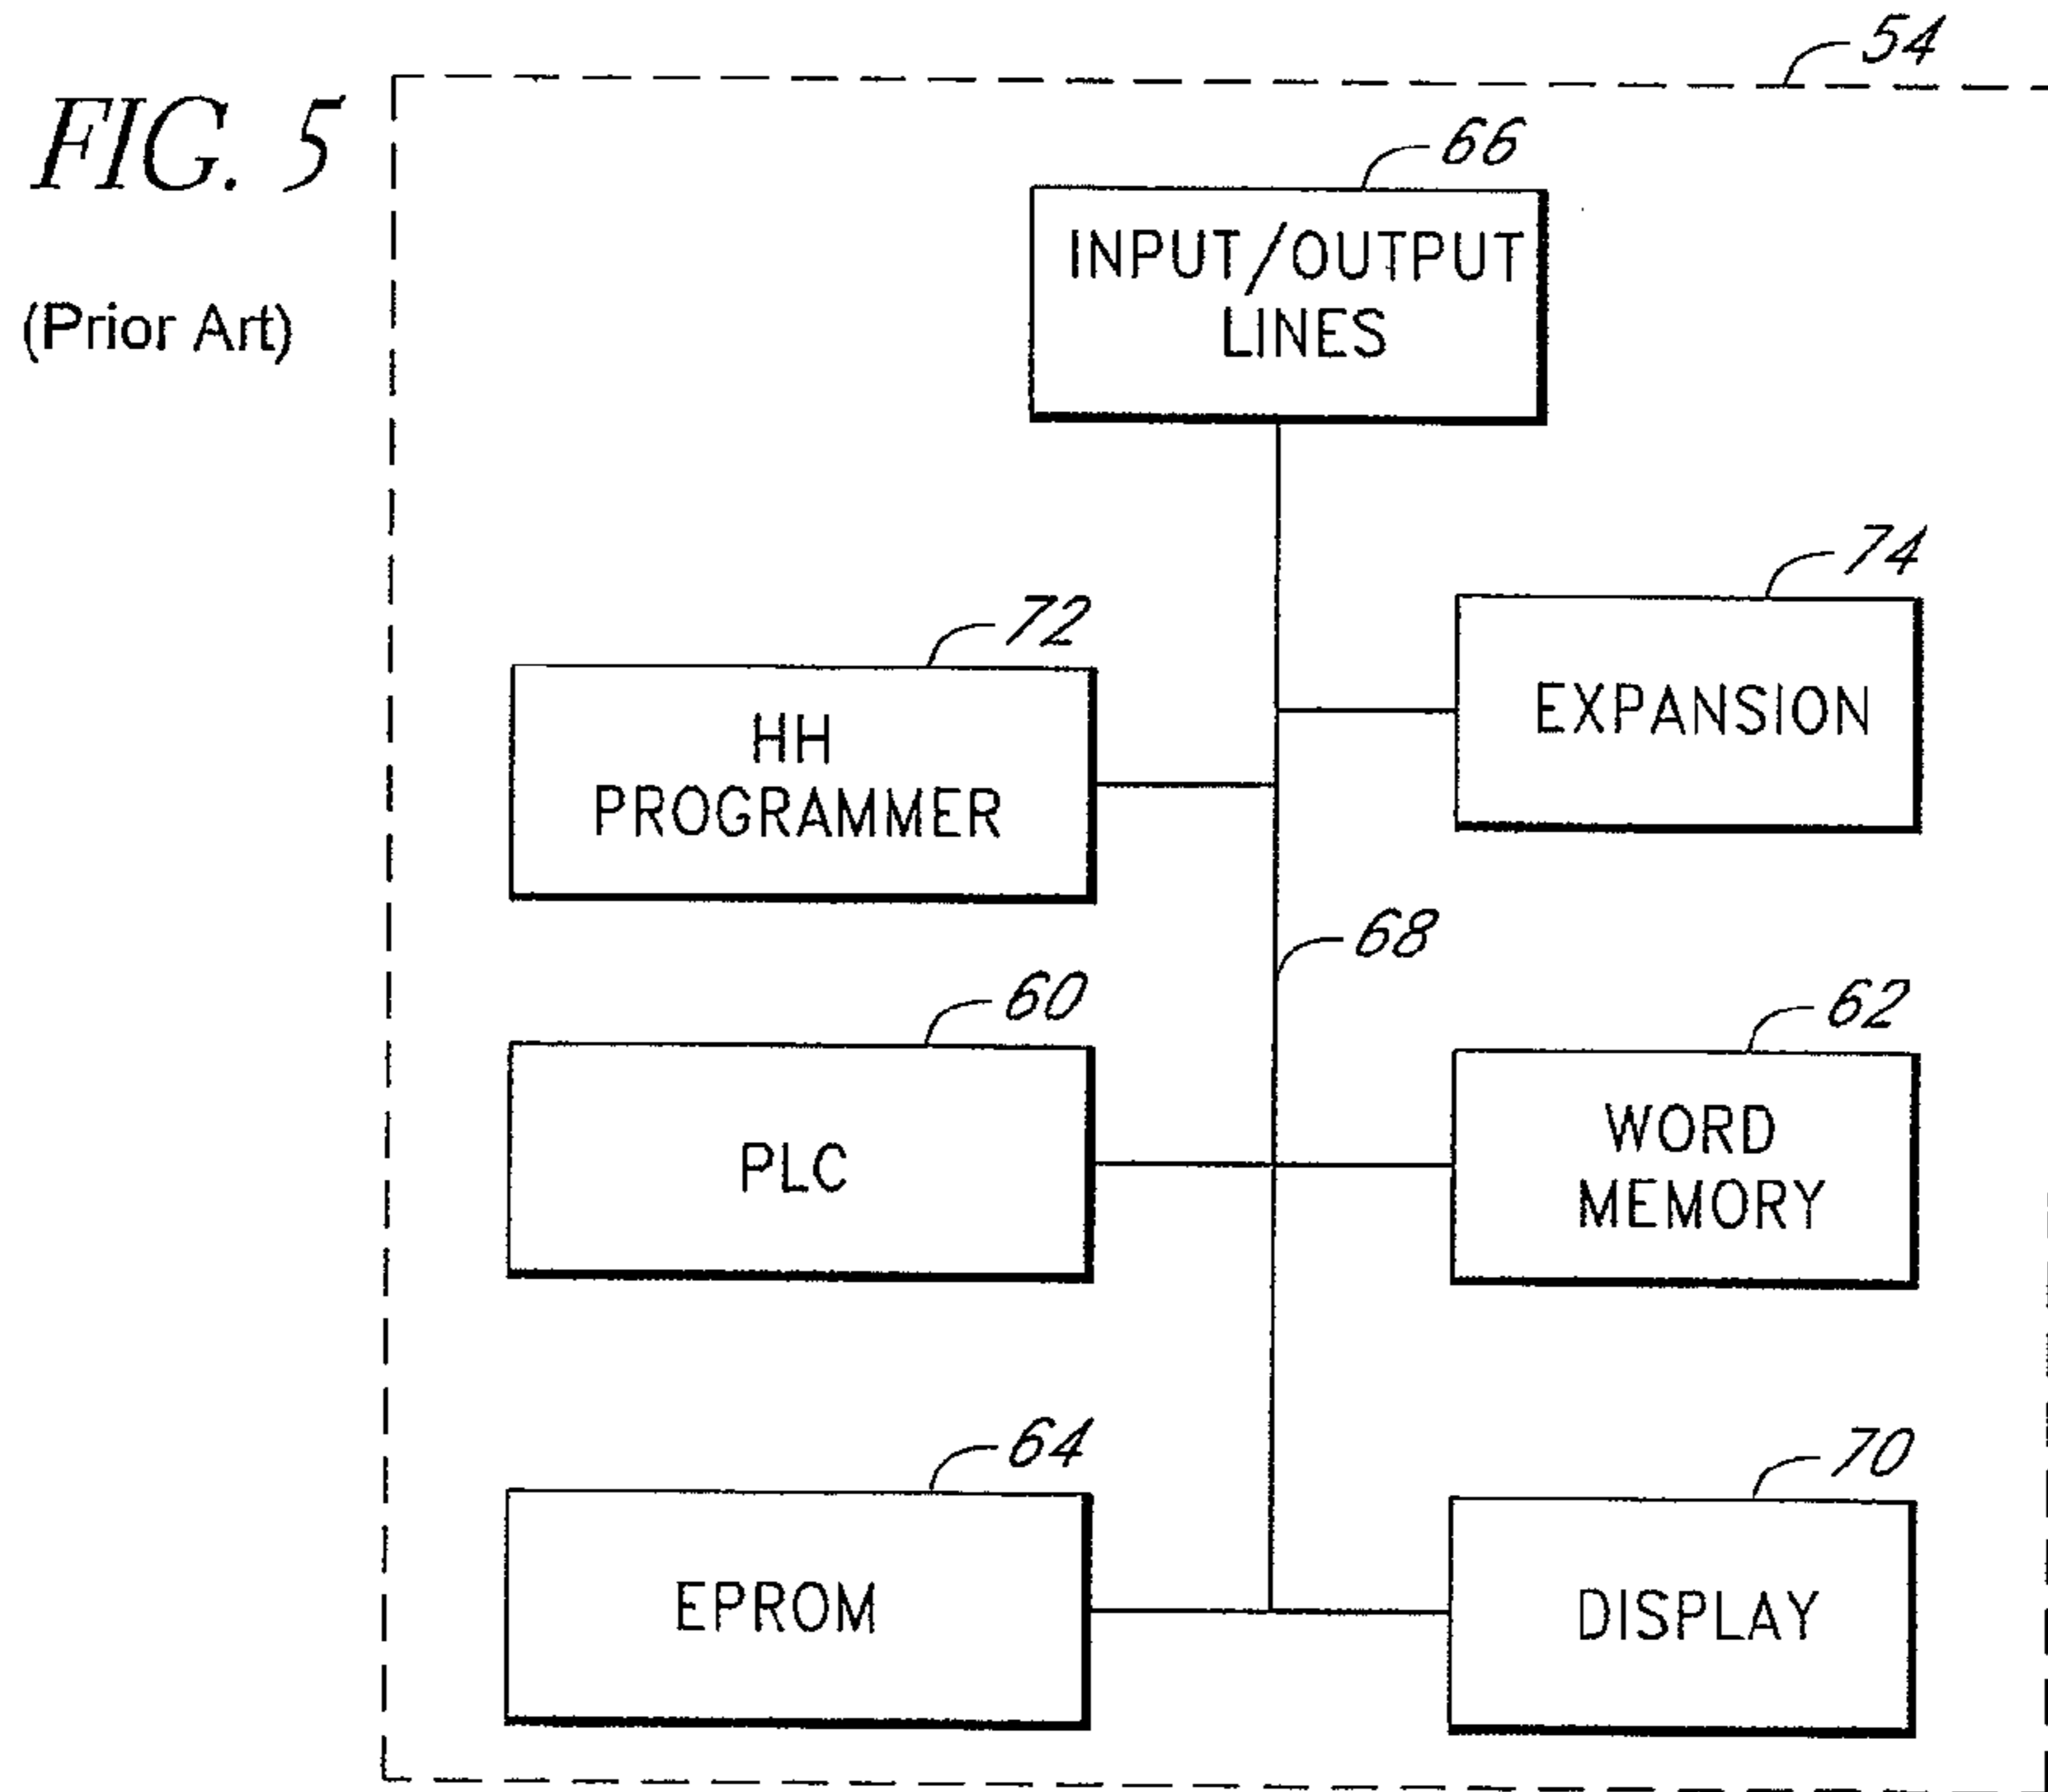 FIG. 5
(Prior Art)
54
66
INPUT/OUTPUT
LINES
74
EXPANSION
72
HH
PROGRAMMER
68
60
PLC
62
WORD
MEMORY
64
EPROM
70
DISPLAY